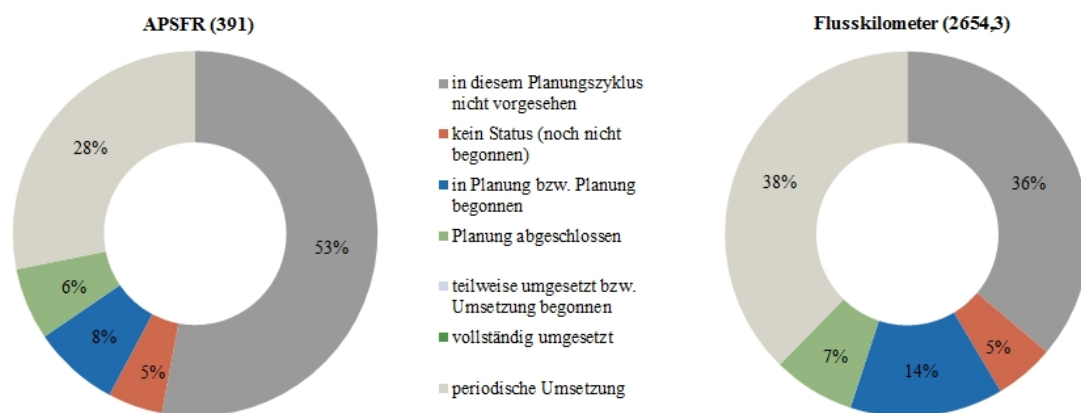 APSFR (391)
28%
53%
6%
8%
5%
in diesem Planungszyklus
nicht vorgesehen
kein Status (noch nicht
begonnen)
in Planung bzw. Planung
begonnen
Planung abgeschlossen
teilweise umgesetzt bzw.
Umsetzung begonnen
vollständig umgesetzt
periodische Umsetzung
Flusskilometer (2654,3)
38%
36%
7%
14%
5%